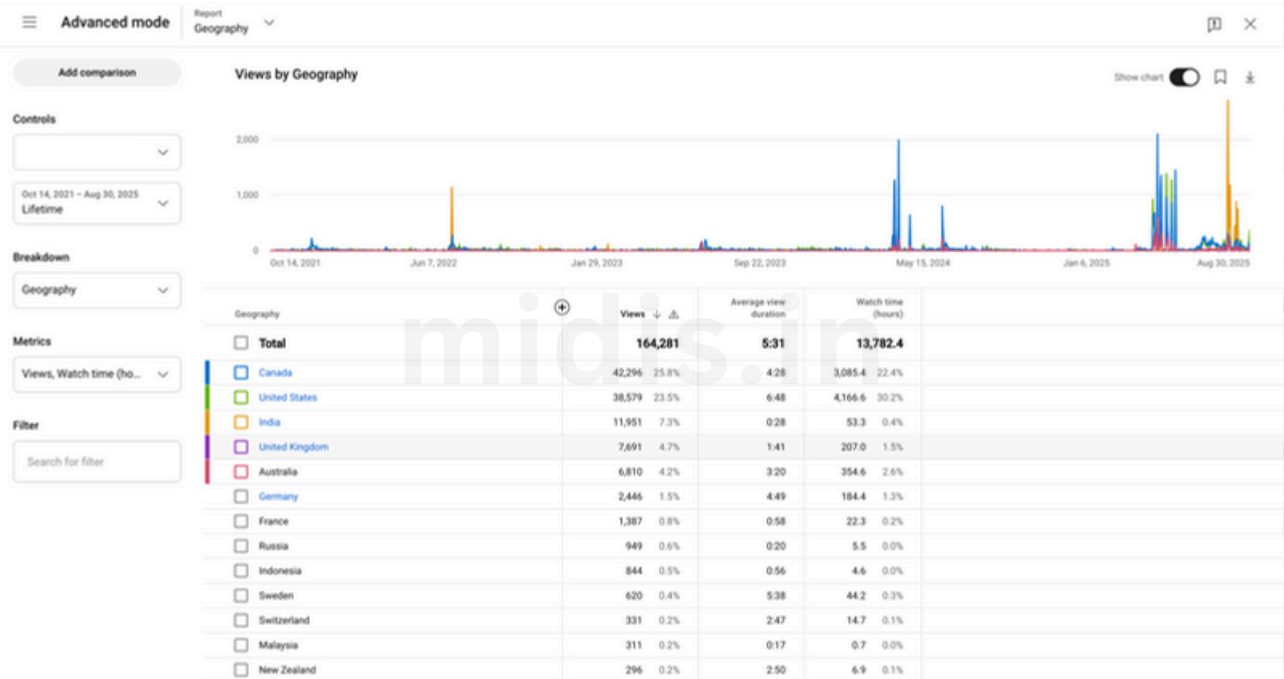 Advanced mode
Report
Geography
Add comparison
Views by Geography
Show chart
Controls
Oct 14, 2021 – Aug 30, 2025
Lifetime
Breakdown
Geography
Metrics
Views, Watch time (ho...
Filter
Search for filter
2,000
1,000
0
Oct 14, 2021 Jun 7, 2022 Jan 29, 2023 Sep 22, 2023 May 15, 2024 Jan 6, 2025 Aug 30, 2025
Geography Views Average view duration Watch time (hours)
Total 164,281 5:31 13,782.4
Canada 42,296 25.8% 4:28 3,085.4 22.4%
United States 38,579 23.5% 6:48 4,166.6 30.2%
India 11,951 7.3% 0:28 53.3 0.4%
United Kingdom 7,691 4.7% 1:41 207.0 1.5%
Australia 6,810 4.2% 3:20 354.6 2.6%
Germany 2,446 1.5% 4:49 184.4 1.3%
France 1,387 0.8% 0:58 22.3 0.2%
Russia 949 0.6% 0:20 5.5 0.0%
Indonesia 844 0.5% 0:56 4.6 0.0%
Sweden 620 0.4% 5:38 44.2 0.3%
Switzerland 331 0.2% 2:47 14.7 0.1%
Malaysia 311 0.2% 0:17 0.7 0.0%
New Zealand 296 0.2% 2:50 6.9 0.1%
midis.in